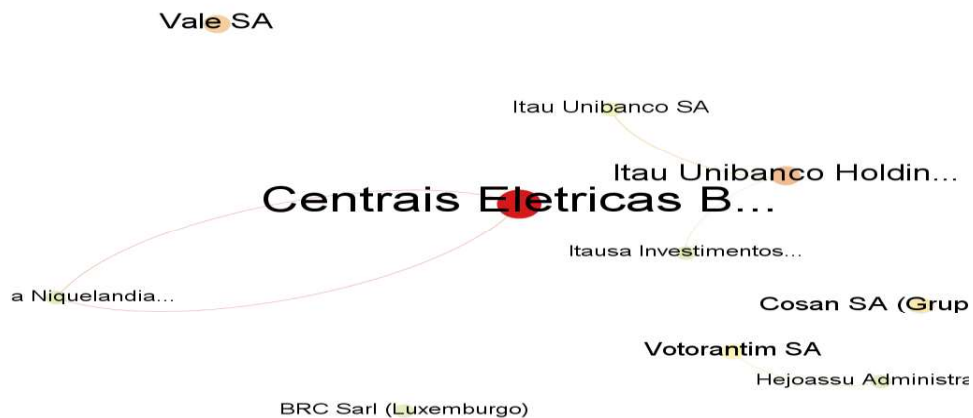 Vale SA
Itau Unibanco SA
Itau Unibanco Holdin...
Centrais Eletricas B...
Itausa Investimentos...
a Niquelandia...
Cosan SA (Grup
Votorantim SA
Hejoassu Administra
BRC Sarl (Luxemburgo)